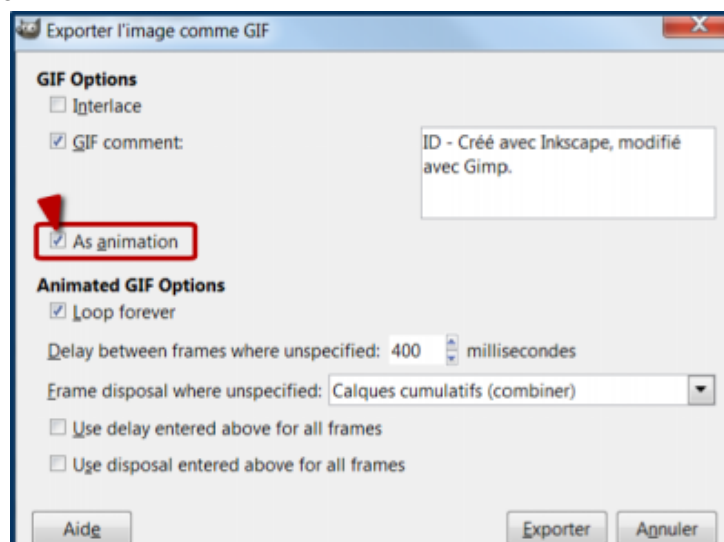 Exporter l'image comme GIF
GIF Options
Interlace
GIF comment:
ID - Créé avec Inkscape, modifié
avec Gimp.
As animation
Animated GIF Options
Loop forever
Delay between frames where unspecified: 400 millisecondes
Frame disposal where unspecified: Calques cumulatifs (combiner)
Use delay entered above for all frames
Use disposal entered above for all frames
Aide Exporter Annuler